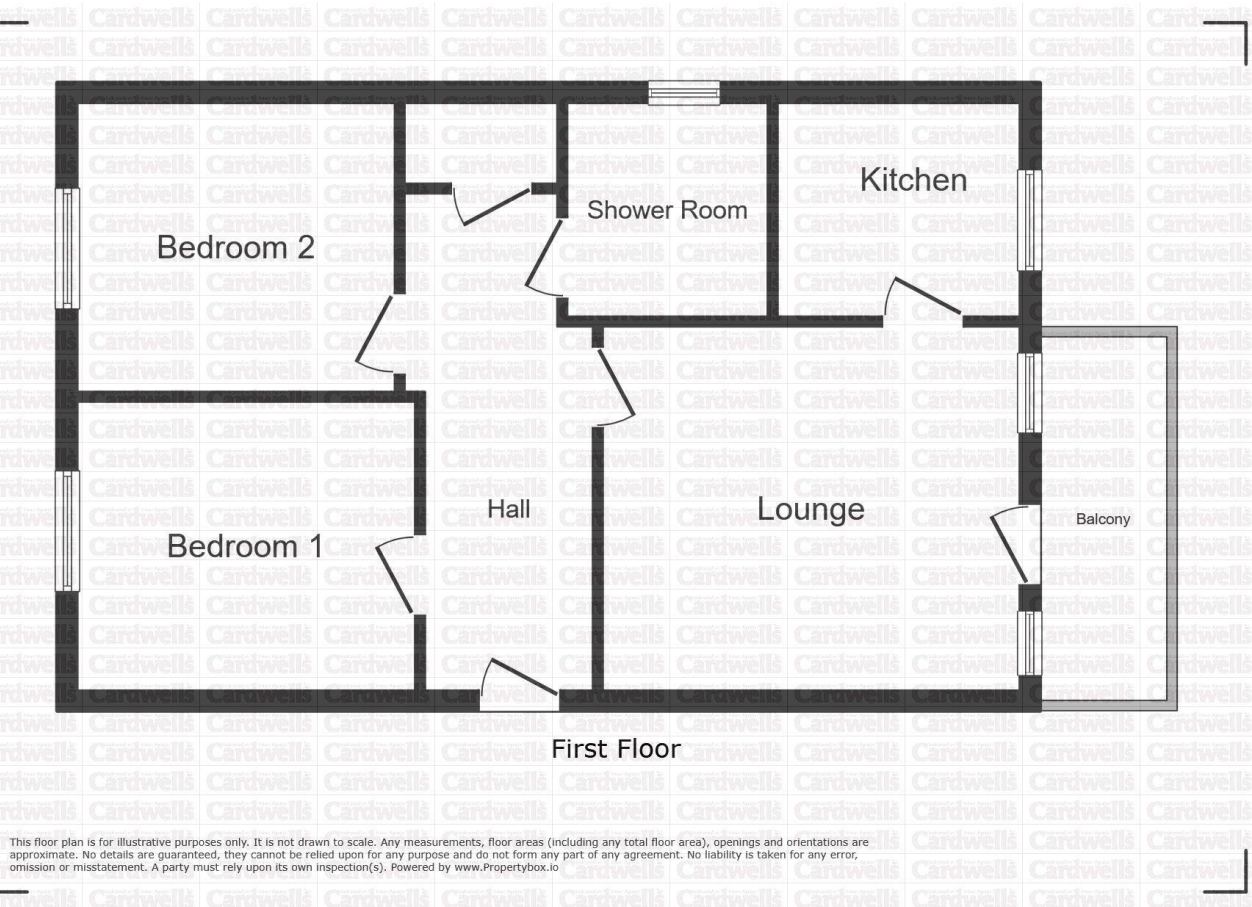 Kitchen
Shower Room
Bedroom 2
Hall
Lounge
Balcony
Bedroom 1
First Floor
This floor plan is for illustrative purposes only. It is not drawn to scale. Any measurements, floor areas (including any total floor area), openings and orientations are
approximate. No details are guaranteed, they cannot be relied upon for any purpose and do not form any part of any agreement. No liability is taken for any error,
omission or misstatement. A party must rely upon its own inspection(s). Powered by www.Propertybox.io
Cardwells